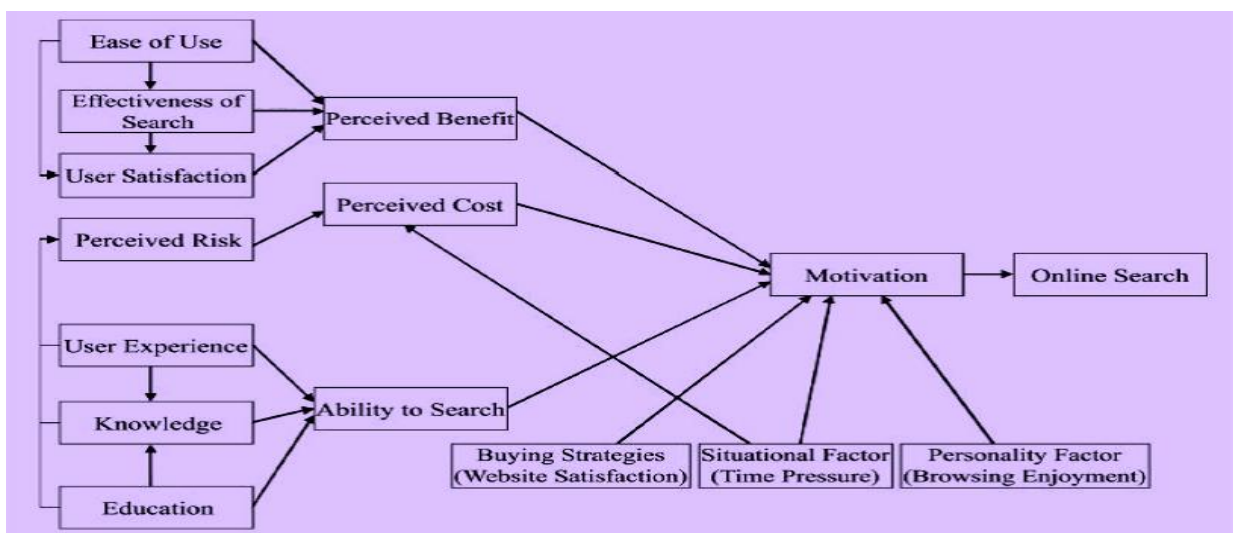 Ease of Use
Effectiveness of
Search
User Satisfaction
Perceived Benefit
Perceived Cost
Perceived Risk
Motivation
Online Search
User Experience
Knowledge
Education
Ability to Search
Buying Strategies
(Website Satisfaction)
Situational Factor
(Time Pressure)
Personality Factor
(Browsing Enjoyment)